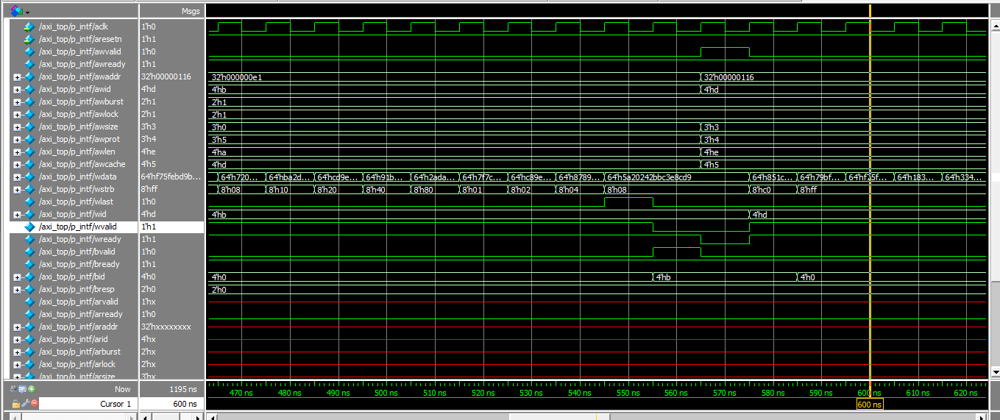 Msgs
/axi_top/p_intf/aclk 1'h0
/axi_top/p_intf/aresetn 1'h1
/axi_top/p_intf/awvalid 1'h0
/axi_top/p_intf/awready 1'h1
/axi_top/p_intf/awaddr 32'h00000116 32'h000000e1 32'h00000116
/axi_top/p_intf/awid 4'hd 4'hb 4'hd
/axi_top/p_intf/awburst 2'h1 2'h1
/axi_top/p_intf/awlock 2'h1 2'h1
/axi_top/p_intf/awsize 3'h3 3'h0 3'h3
/axi_top/p_intf/awprot 3'h4 3'h5 3'h4
/axi_top/p_intf/awlen 4'he 4'ha 4'he
/axi_top/p_intf/awcache 4'h5 4'hd 4'h5
/axi_top/p_intf/wdata 64'hf75febd9b... 64'h720... 64'hba2d... 64'hcd9e... 64'h91b... 64'h2ada... 64'h7f7c... 64'hc89e... 64'h8789... 64'h5a20242bbc3e8cd9 64'h851c... 64'h79bf... 64'hf75f... 64'h183... 64'h334...
/axi_top/p_intf/wstrb 8'hff 8'h08 8'h10 8'h20 8'h40 8'h80 8'h01 8'h02 8'h04 8'h08 8'hc0 8'hff
/axi_top/p_intf/wlast 1'h0
/axi_top/p_intf/wid 4'hd 4'hb 4'hd
/axi_top/p_intf/wvalid 1'h1
/axi_top/p_intf/wready 1'h1
/axi_top/p_intf/bvalid 1'h0
/axi_top/p_intf/bready 1'h1
/axi_top/p_intf/bid 4'h0 4'h0 4'hb 4'h0
/axi_top/p_intf/bresp 2'h0 2'h0
/axi_top/p_intf/arvalid 1'hx
/axi_top/p_intf/arready 1'h0
/axi_top/p_intf/araddr 32'hxxxxxxxx
/axi_top/p_intf/arid 4'hx
/axi_top/p_intf/arburst 2'hx
/axi_top/p_intf/arlock 2'hx
/axi_top/p_intf/arsize 3'hx
Now 1195 ns 470 ns 480 ns 490 ns 500 ns 510 ns 520 ns 530 ns 540 ns 550 ns 560 ns 570 ns 580 ns 590 ns 600 ns 610 ns 620 ns
Cursor 1 600 ns 600 ns